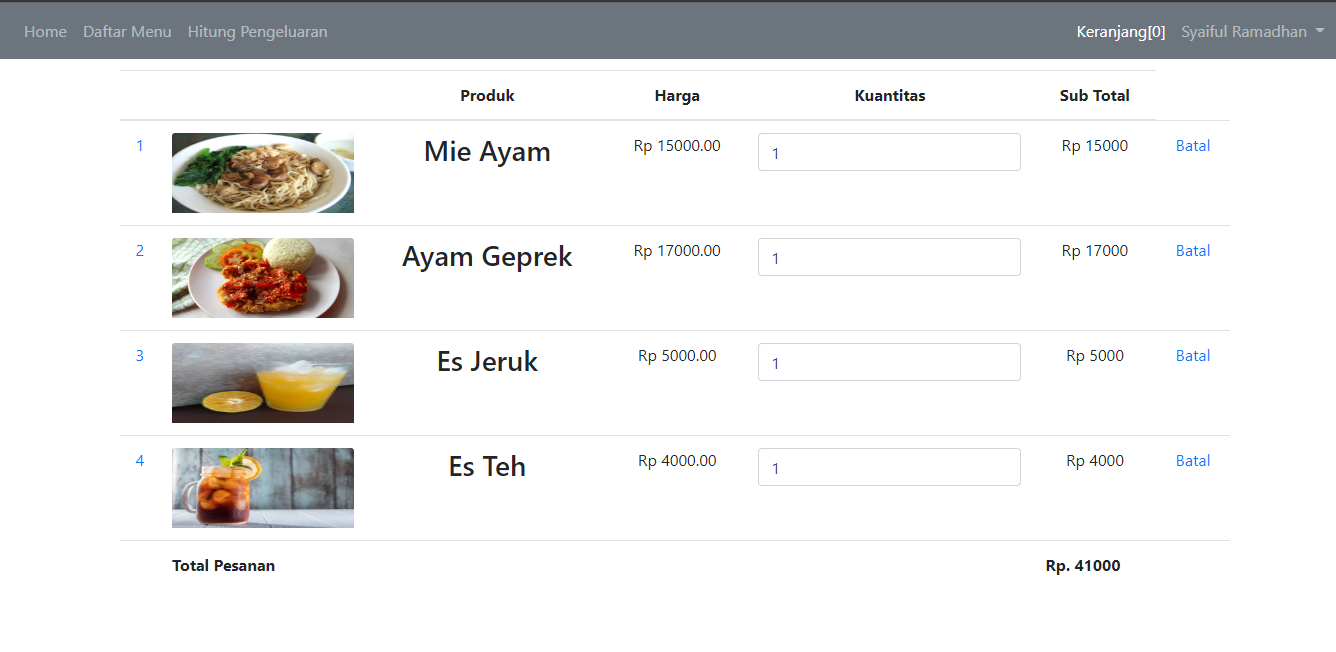 Home Daftar Menu Hitung Pengeluaran Keranjang[0] Syaiful Ramadhan
Produk Harga Kuantitas Sub Total
1 Mie Ayam Rp 15000.00 1 Rp 15000 Batal
2 Ayam Geprek Rp 17000.00 1 Rp 17000 Batal
3 Es Jeruk Rp 5000.00 1 Rp 5000 Batal
4 Es Teh Rp 4000.00 1 Rp 4000 Batal
Total Pesanan Rp. 41000